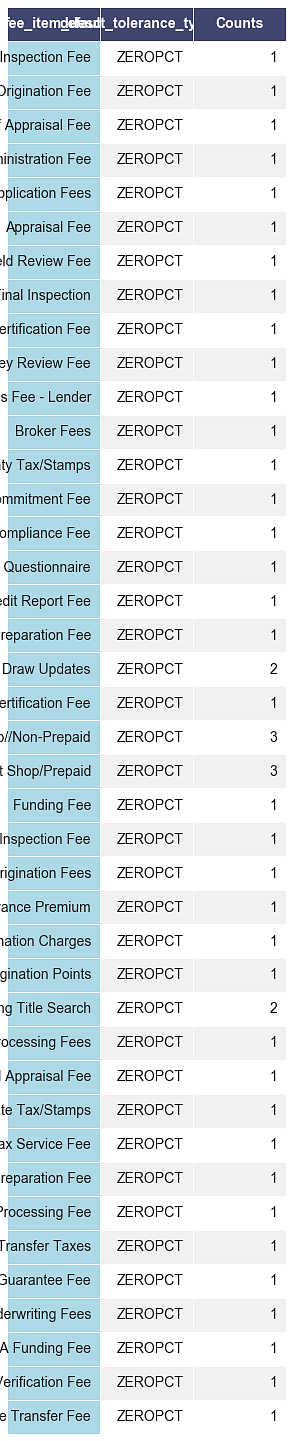 fee_item_ default_tolerance_ty Counts
Inspection Fee ZEROPCT 1
Origination Fee ZEROPCT 1
Appraisal Fee ZEROPCT 1
ministration Fee ZEROPCT 1
pplication Fees ZEROPCT 1
Appraisal Fee ZEROPCT 1
eld Review Fee ZEROPCT 1
Final Inspection ZEROPCT 1
ertification Fee ZEROPCT 1
ey Review Fee ZEROPCT 1
s Fee - Lender ZEROPCT 1
Broker Fees ZEROPCT 1
ty Tax/Stamps ZEROPCT 1
ommitment Fee ZEROPCT 1
ompliance Fee ZEROPCT 1
Questionnaire ZEROPCT 1
edit Report Fee ZEROPCT 1
reparation Fee ZEROPCT 1
Draw Updates ZEROPCT 2
ertification Fee ZEROPCT 1
p//Non-Prepaid ZEROPCT 3
t Shop/Prepaid ZEROPCT 3
Funding Fee ZEROPCT 1
Inspection Fee ZEROPCT 1
rigination Fees ZEROPCT 1
rance Premium ZEROPCT 1
nation Charges ZEROPCT 1
gination Points ZEROPCT 1
ng Title Search ZEROPCT 2
rocessing Fees ZEROPCT 1
l Appraisal Fee ZEROPCT 1
te Tax/Stamps ZEROPCT 1
ax Service Fee ZEROPCT 1
reparation Fee ZEROPCT 1
Processing Fee ZEROPCT 1
Transfer Taxes ZEROPCT 1
Guarantee Fee ZEROPCT 1
derwriting Fees ZEROPCT 1
A Funding Fee ZEROPCT 1
Verification Fee ZEROPCT 1
e Transfer Fee ZEROPCT 1